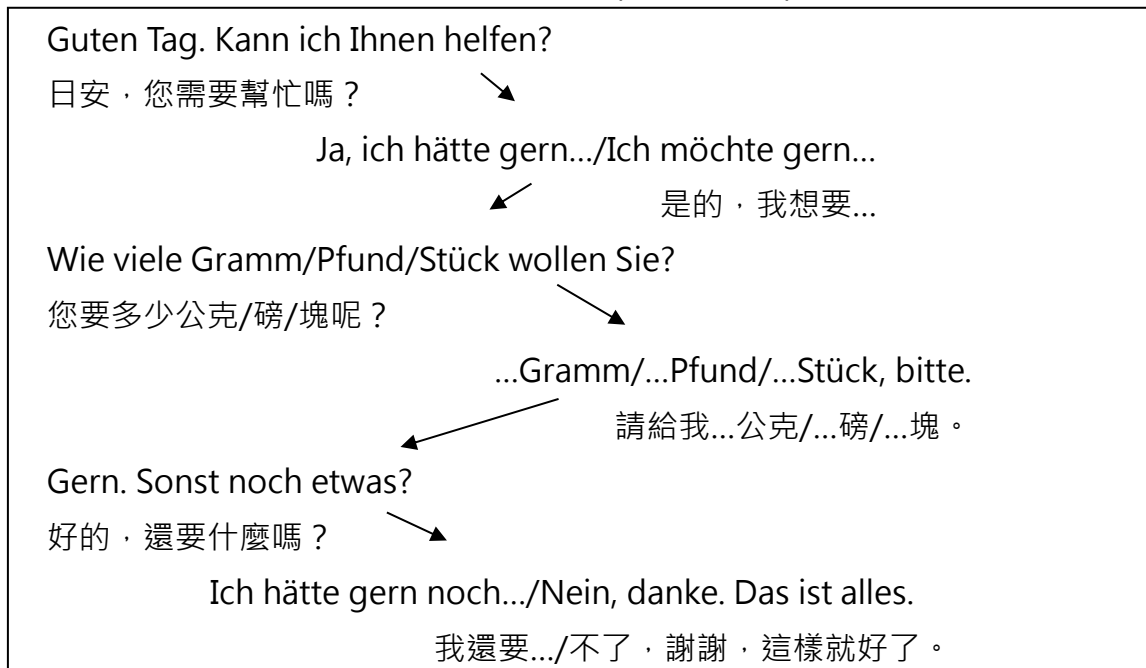 Guten Tag. Kann ich Ihnen helfen?
日安，您需要幫忙嗎？
Ja, ich hätte gern…/Ich möchte gern…
是的，我想要…
Wie viele Gramm/Pfund/Stück wollen Sie?
您要多少公克/磅/塊呢？
…Gramm/…Pfund/…Stück, bitte.
請給我…公克/…磅/…塊。
Gern. Sonst noch etwas?
好的，還要什麼嗎？
Ich hätte gern noch…/Nein, danke. Das ist alles.
我還要…/不了，謝謝，這樣就好了。